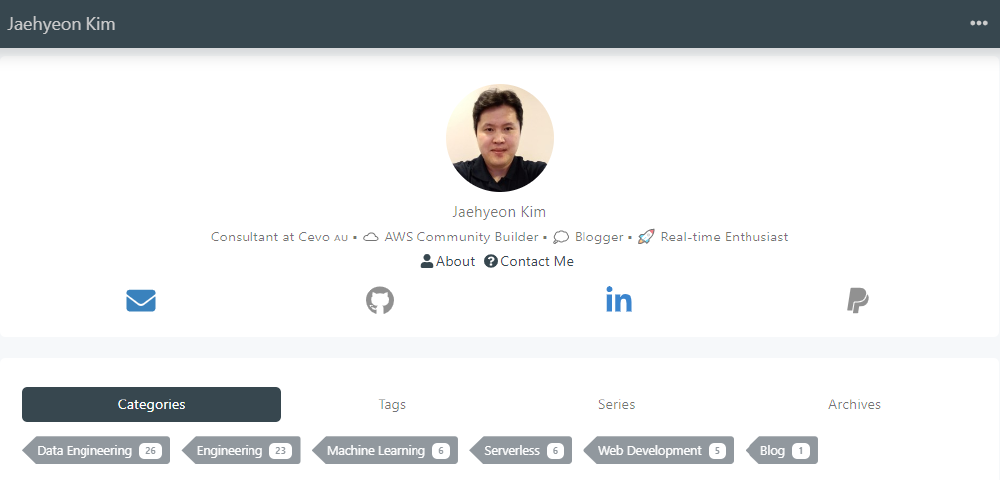 Jaehyeon Kim
Jaehyeon Kim
Consultant at Cevo AU • AWS Community Builder • Blogger • Real-time Enthusiast
About Contact Me
Categories Tags Series Archives
Data Engineering 26 Engineering 23 Machine Learning 6 Serverless 6 Web Development 5 Blog 1